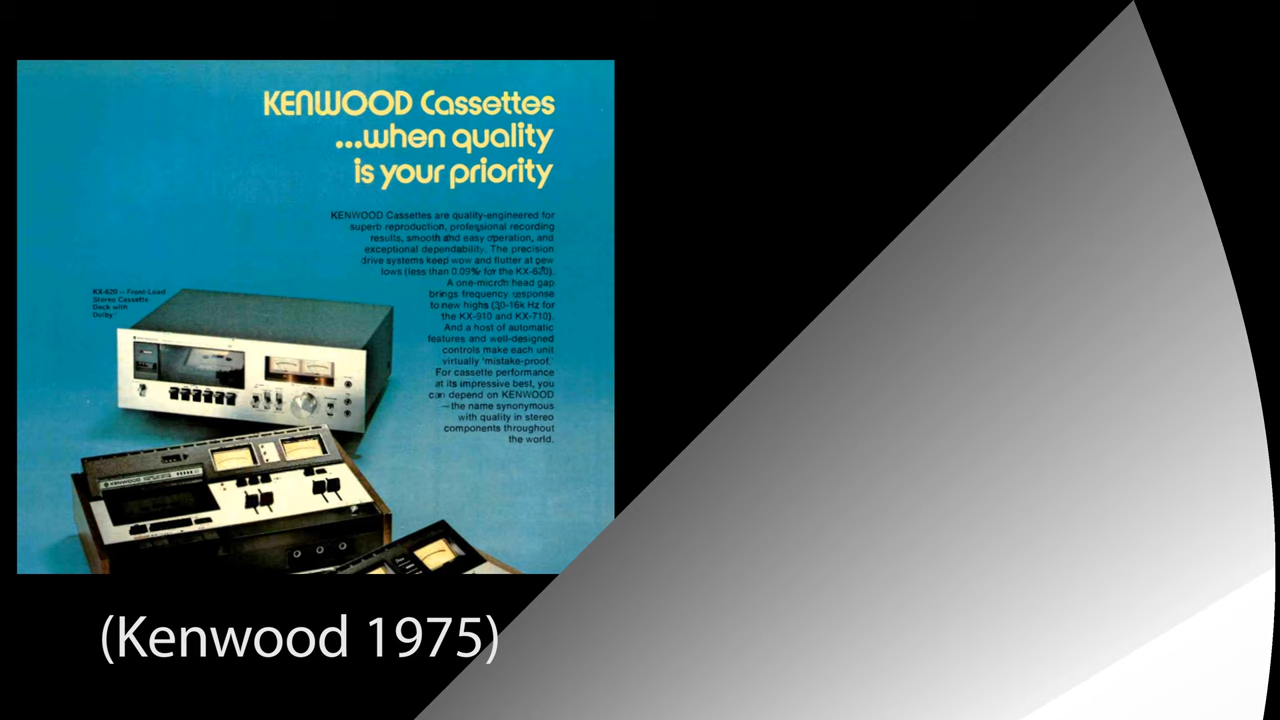 KENWOOD Cassettes
...when quality
is your priority
KENWOOD Cassettes are quality-engineered for
superb reproduction, professional recording
results, smooth and easy operation, and
exceptional dependability. The precision
drive systems keep wow and flutter at new
lows (less than 0.09% for the KX-620).
A one-micron head gap
brings frequency response
to new highs (30-16k Hz for
the KX-910 and KX-710).
And a host of automatic
features and well-designed
controls make each unit
virtually 'mistake-proof.'
For cassette performance
at its impressive best, you
can depend on KENWOOD
—the name synonymous
with quality in stereo
components throughout
the world.
KX-620 — Front-Load
Stereo Cassette
Deck with
Dolby
KENWOOD
(Kenwood 1975)